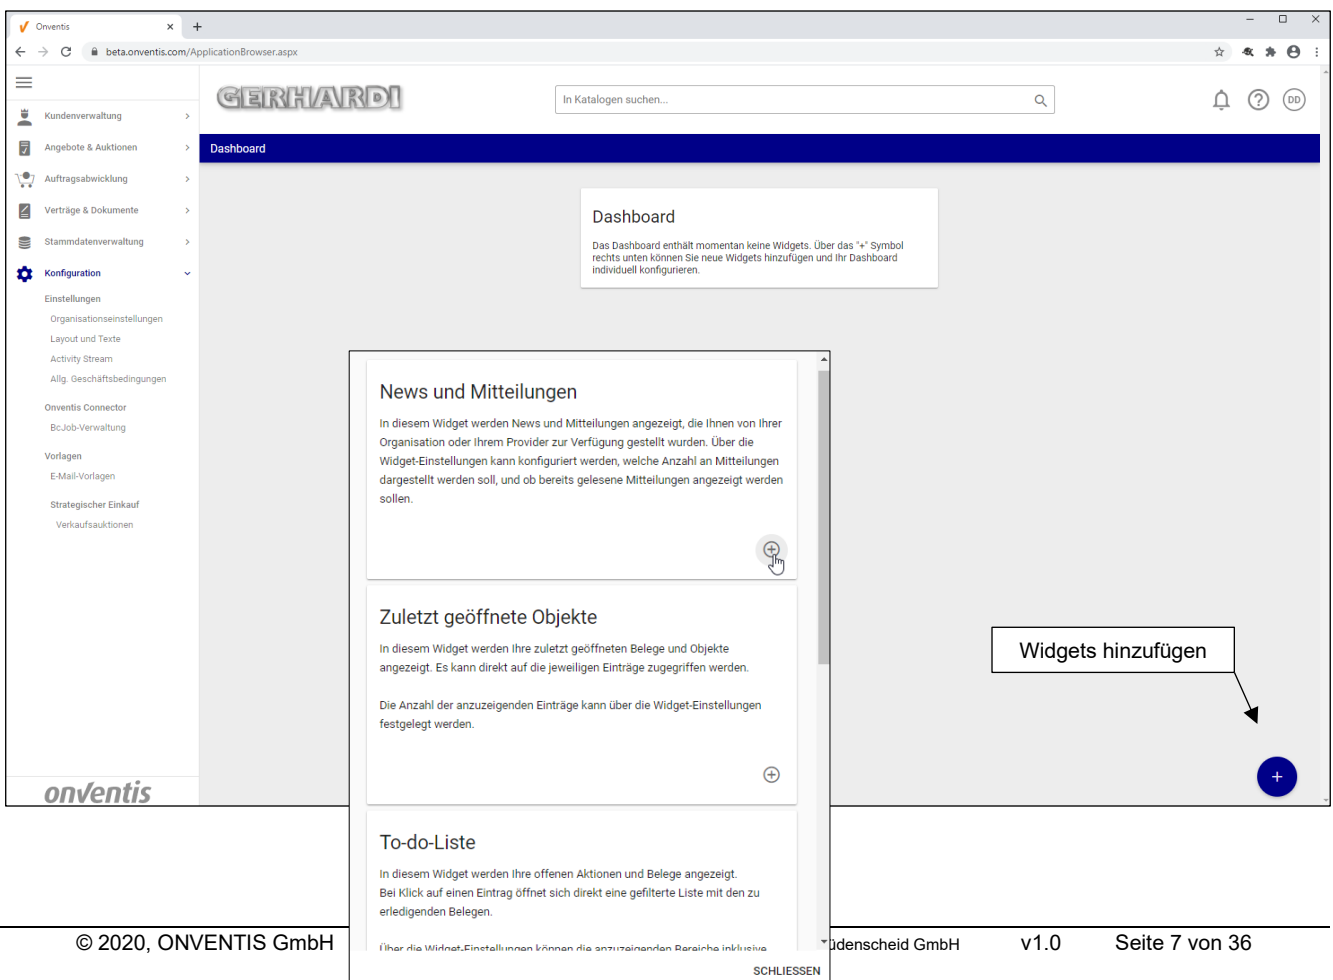 Onventis
beta.onventis.com/ApplicationBrowser.aspx
GERHARDI
In Katalogen suchen...
DD
Kundenverwaltung
Angebote & Auktionen
Auftragsabwicklung
Verträge & Dokumente
Stammdatenverwaltung
Konfiguration
Einstellungen
Organisationseinstellungen
Layout und Texte
Activity Stream
Allg. Geschäftsbedingungen
Onventis Connector
BcJob-Verwaltung
Vorlagen
E-Mail-Vorlagen
Strategischer Einkauf
Verkaufsauktionen
onventis
Dashboard
Dashboard
Das Dashboard enthält momentan keine Widgets. Über das "+" Symbol
rechts unten können Sie neue Widgets hinzufügen und Ihr Dashboard
individuell konfigurieren.
News und Mitteilungen
In diesem Widget werden News und Mitteilungen angezeigt, die Ihnen von Ihrer
Organisation oder Ihrem Provider zur Verfügung gestellt wurden. Über die
Widget-Einstellungen kann konfiguriert werden, welche Anzahl an Mitteilungen
dargestellt werden soll, und ob bereits gelesene Mitteilungen angezeigt werden
sollen.
Zuletzt geöffnete Objekte
In diesem Widget werden Ihre zuletzt geöffneten Belege und Objekte
angezeigt. Es kann direkt auf die jeweiligen Einträge zugegriffen werden.
Die Anzahl der anzuzeigenden Einträge kann über die Widget-Einstellungen
festgelegt werden.
To-do-Liste
In diesem Widget werden Ihre offenen Aktionen und Belege angezeigt.
Bei Klick auf einen Eintrag öffnet sich direkt eine gefilterte Liste mit den zu
erledigenden Belegen.
Über die Widget-Einstellungen können die anzuzeigenden Bereiche inklusive
SCHLIESSEN
Widgets hinzufügen
© 2020, ONVENTIS GmbH üdenscheid GmbH v1.0 Seite 7 von 36